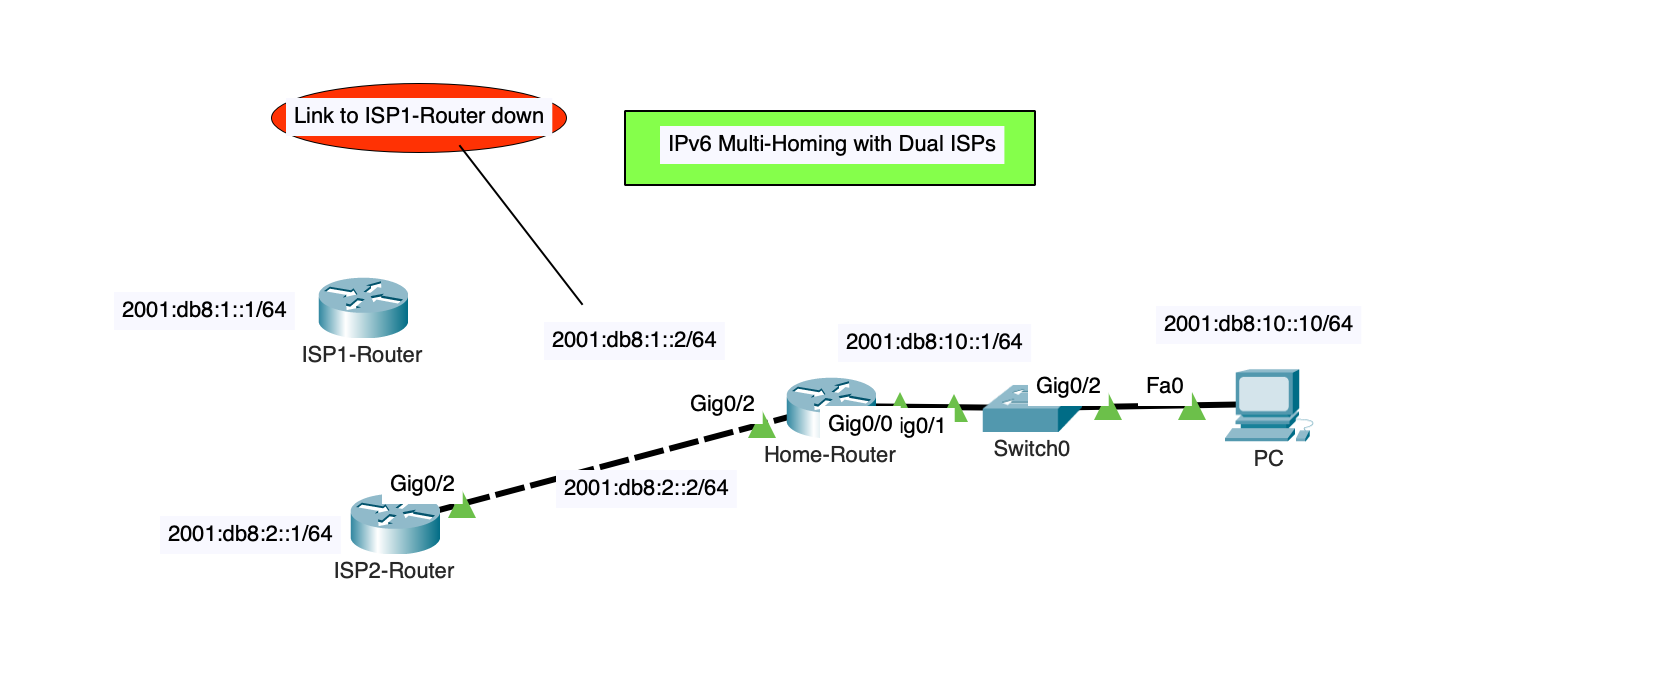 Link to ISP1-Router down
IPv6 Multi-Homing with Dual ISPs
2001:db8:1::1/64
ISP1-Router
2001:db8:1::2/64
2001:db8:10::1/64
2001:db8:10::10/64
Gig0/2
Gig0/0
ig0/1
Gig0/2
Fa0
Home-Router
Switch0
PC
Gig0/2
2001:db8:2::2/64
2001:db8:2::1/64
ISP2-Router